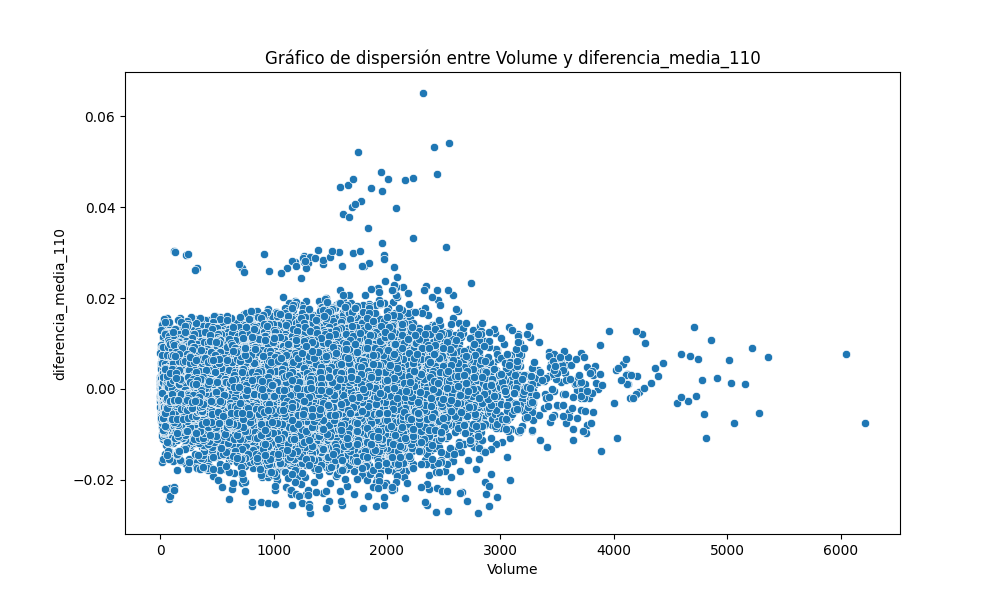 Gráfico de dispersión entre Volume y diferencia_media_110
0.06
0.04
0.02
0.00
−0.02
diferencia_media_110
0 1000 2000 3000 4000 5000 6000
Volume